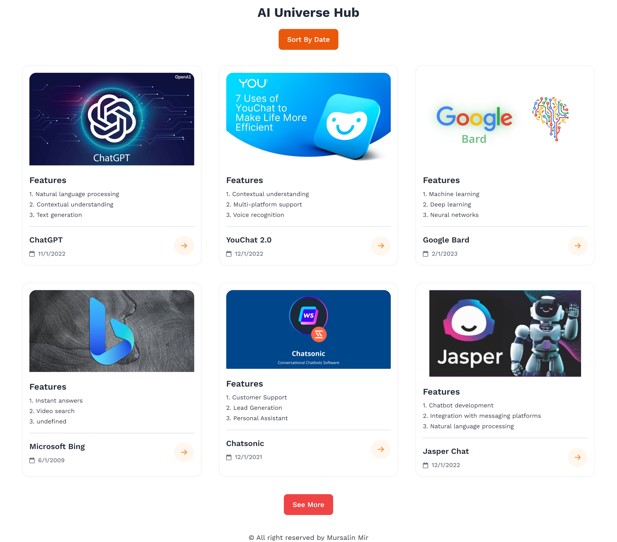 AI Universe Hub
Sort By Date
OpenAI
ChatGPT
Features
1. Natural language processing
2. Contextual understanding
3. Text generation
ChatGPT
11/1/2022
YOU
7 Uses of
YouChat to
Make Life More
Efficient
Features
1. Contextual understanding
2. Multi-platform support
3. Voice recognition
YouChat 2.0
12/1/2022
Google
Bard
Features
1. Machine learning
2. Deep learning
3. Neural networks
Google Bard
2/1/2023
Features
1. Instant answers
2. Video search
3. undefined
Microsoft Bing
6/1/2009
WS
Chatsonic
Conversational Chatbots Software
Features
1. Customer Support
2. Lead Generation
3. Personal Assistant
Chatsonic
12/1/2021
Jasper
Features
1. Chatbot development
2. Integration with messaging platforms
3. Natural language processing
Jasper Chat
12/1/2022
See More
© All right reserved by Mursalin Mir